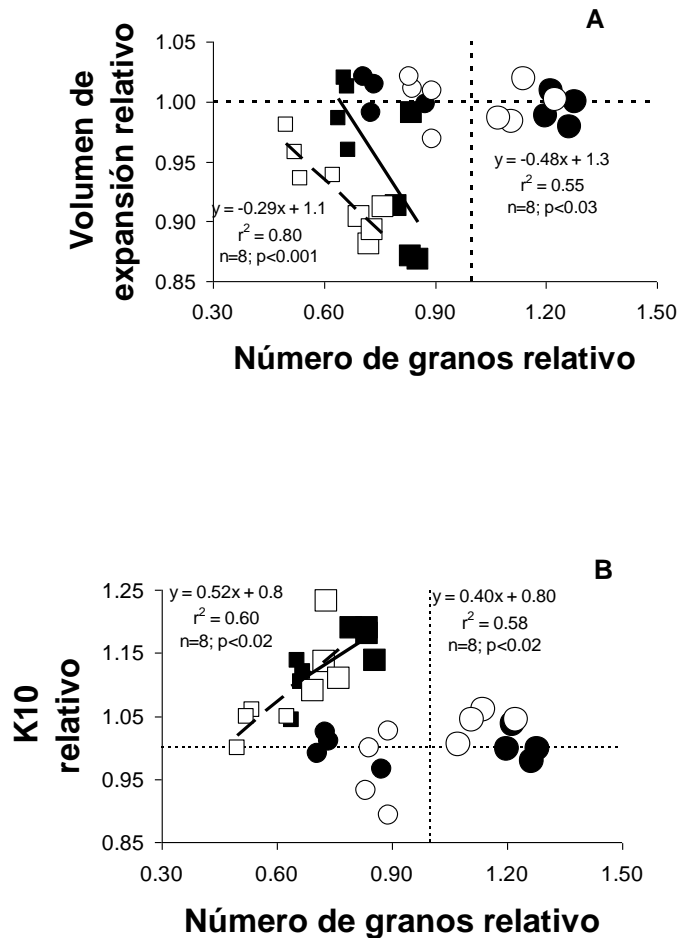 A
Volumen de
expansión relativo
1.05
1.00
0.95
0.90
0.85
y = -0.48x + 1.3
r² = 0.55
n=8; p<0.03
y = -0.29x + 1.1
r² = 0.80
n=8; p<0.001
0.30 0.60 0.90 1.20 1.50
Número de granos relativo
B
K10
relativo
1.25
1.15
1.05
0.95
0.85
y = 0.52x + 0.8
r² = 0.60
n=8; p<0.02
y = 0.40x + 0.80
r² = 0.58
n=8; p<0.02
0.30 0.60 0.90 1.20 1.50
Número de granos relativo